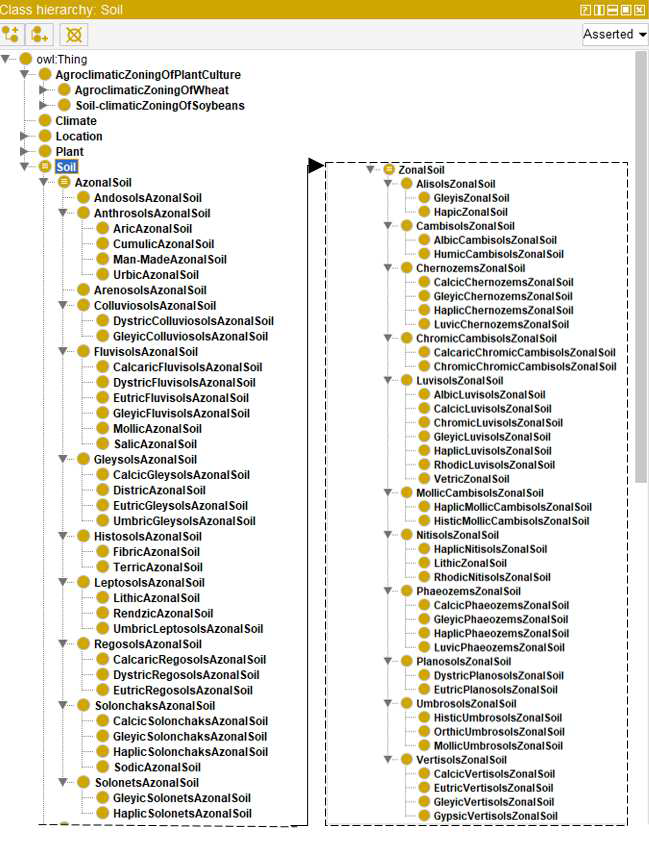 Class hierarchy: Soil
Asserted
owl:Thing
AgroclimaticZoningOfPlantCulture
AgroclimaticZoningOfWheat
Soil-climaticZoningOfSoybeans
Climate
Location
Plant
Soil
AzonalSoil
AndosolsAzonalSoil
AnthrosolsAzonalSoil
AricAzonalSoil
CumulicAzonalSoil
Man-MadeAzonalSoil
UrbicAzonalSoil
ArenosolsAzonalSoil
ColluviosolsAzonalSoil
DystricColluviosolsAzonalSoil
GleyicColluviosolsAzonalSoil
FluvisolsAzonalSoil
CalcaricFluvisolsAzonalSoil
DystricFluvisolsAzonalSoil
EutricFluvisolsAzonalSoil
GleyicFluvisolsAzonalSoil
MollicAzonalSoil
SalicAzonalSoil
GleysolsAzonalSoil
CalcicGleysolsAzonalSoil
DistricAzonalSoil
EutricGleysolsAzonalSoil
UmbricGleysolsAzonalSoil
HistosolsAzonalSoil
FibricAzonalSoil
TerricAzonalSoil
LeptosolsAzonalSoil
LithicAzonalSoil
RendzicAzonalSoil
UmbricLeptosolsAzonalSoil
RegosolsAzonalSoil
CalcaricRegosolsAzonalSoil
DystricRegosolsAzonalSoil
EutricRegosolsAzonalSoil
SolonchaksAzonalSoil
CalcicSolonchaksAzonalSoil
GleyicSolonchaksAzonalSoil
HaplicSolonchaksAzonalSoil
SodicAzonalSoil
SolonetsAzonalSoil
GleyicSolonetsAzonalSoil
HaplicSolonetsAzonalSoil
ZonalSoil
AlisolsZonalSoil
GleyisZonalSoil
HapicZonalSoil
CambisolsZonalSoil
AlbicCambisolsZonalSoil
HumicCambisolsZonalSoil
ChernozemsZonalSoil
CalcicChernozemsZonalSoil
GleyicChernozemsZonalSoil
HaplicChernozemsZonalSoil
LuvicChernozemsZonalSoil
ChromicCambisolsZonalSoil
CalcaricChromicCambisolsZonalSoil
ChromicChromicCambisolsZonalSoil
LuvisolsZonalSoil
AlbicLuvisolsZonalSoil
CalcicLuvisolsZonalSoil
ChromicLuvisolsZonalSoil
GleyicLuvisolsZonalSoil
HaplicLuvisolsZonalSoil
RhodicLuvisolsZonalSoil
VetricZonalSoil
MollicCambisolsZonalSoil
HaplicMollicCambisolsZonalSoil
HisticMollicCambisolsZonalSoil
NitisolsZonalSoil
HaplicNitisolsZonalSoil
LithicZonalSoil
RhodicNitisolsZonalSoil
PhaeozemsZonalSoil
CalcicPhaeozemsZonalSoil
GleyicPhaeozemsZonalSoil
HaplicPhaeozemsZonalSoil
LuvicPhaeozemsZonalSoil
PlanosolsZonalSoil
DystricPlanosolsZonalSoil
EutricPlanosolsZonalSoil
UmbrosolsZonalSoil
HisticUmbrosolsZonalSoil
OrthicUmbrosolsZonalSoil
MollicUmbrosolsZonalSoil
VertisolsZonalSoil
CalcicVertisolsZonalSoil
EutricVertisolsZonalSoil
GleyicVertisolsZonalSoil
GypsicVertisolsZonalSoil